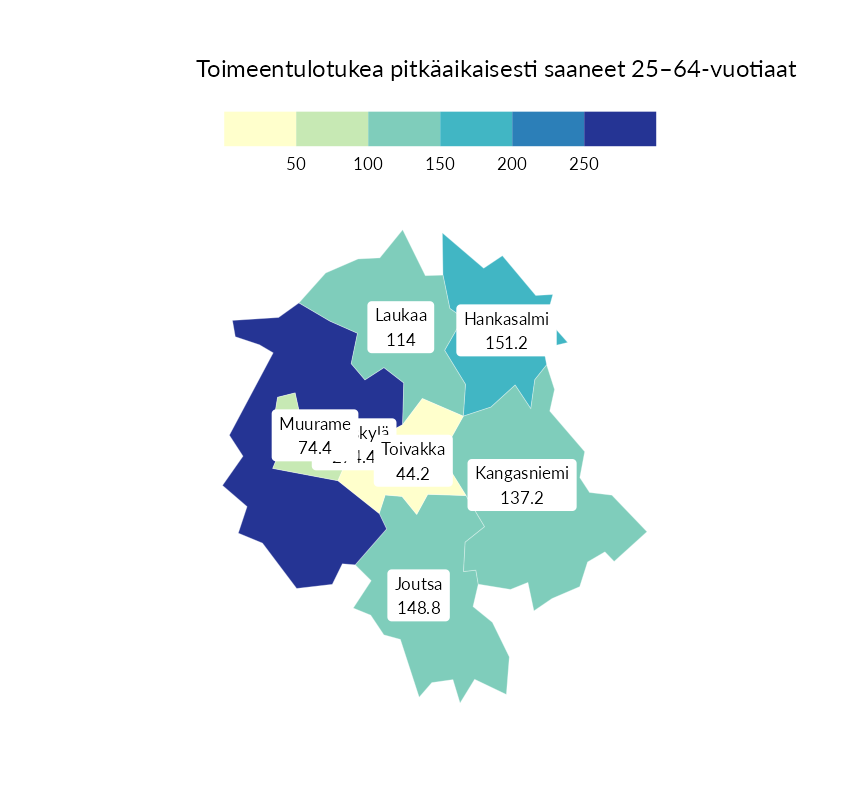 Toimeentulotukea pitkäaikaisesti saaneet 25–64-vuotiaat
50 100 150 200 250
Laukaa
114
Hankasalmi
151.2
Muurame
74.4
kylä
Toivakka
44.2
Kangasniemi
137.2
Joutsa
148.8